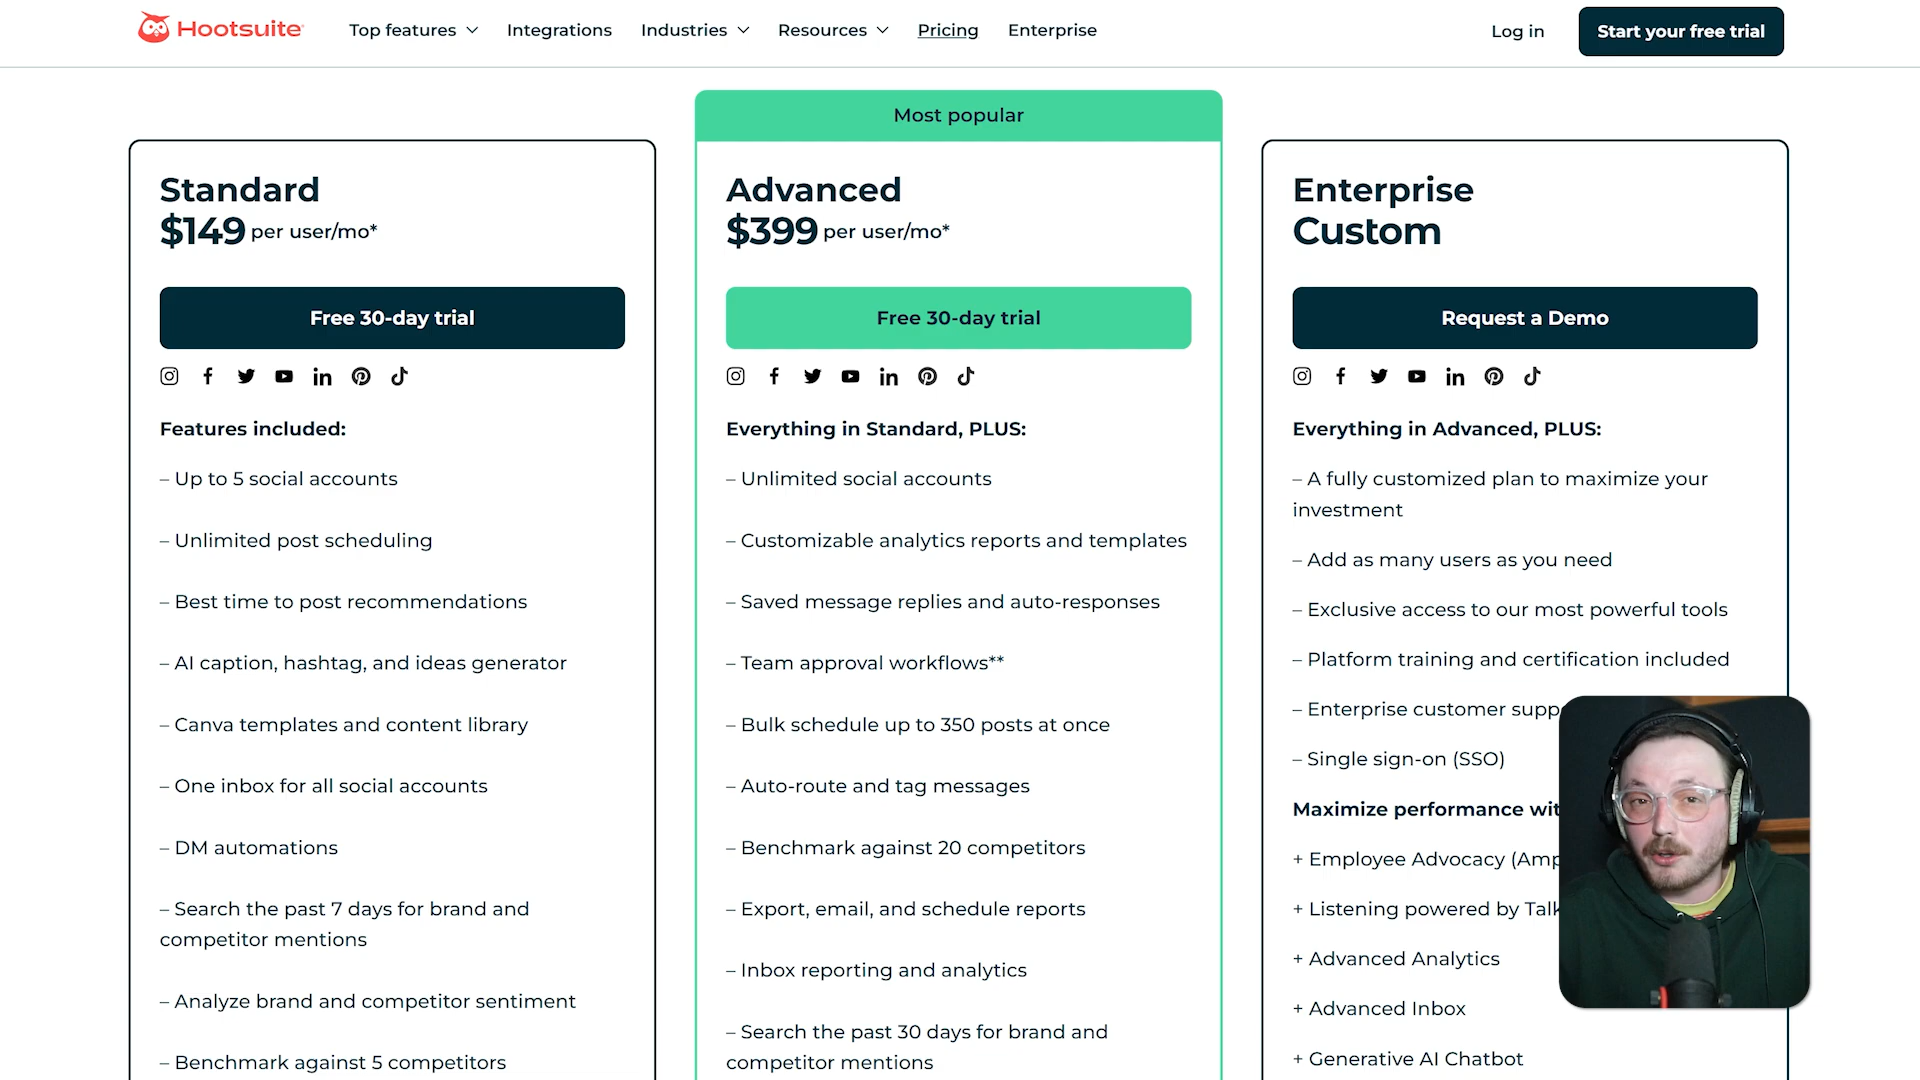 Hootsuite
Top features
Integrations
Industries
Resources
Pricing
Enterprise
Log in
Start your free trial
Standard
$149 per user/mo*
Free 30-day trial
Features included:
– Up to 5 social accounts
– Unlimited post scheduling
– Best time to post recommendations
– AI caption, hashtag, and ideas generator
– Canva templates and content library
– One inbox for all social accounts
– DM automations
– Search the past 7 days for brand and
competitor mentions
– Analyze brand and competitor sentiment
– Benchmark against 5 competitors
Most popular
Advanced
$399 per user/mo*
Free 30-day trial
Everything in Standard, PLUS:
– Unlimited social accounts
– Customizable analytics reports and templates
– Saved message replies and auto-responses
– Team approval workflows**
– Bulk schedule up to 350 posts at once
– Auto-route and tag messages
– Benchmark against 20 competitors
– Export, email, and schedule reports
– Inbox reporting and analytics
– Search the past 30 days for brand and
competitor mentions
Enterprise
Custom
Request a Demo
Everything in Advanced, PLUS:
– A fully customized plan to maximize your
investment
– Add as many users as you need
– Exclusive access to our most powerful tools
– Platform training and certification included
– Enterprise customer
– Single sign-on (SSO)
Maximize performance
+ Employee Advocacy
+ Listening powered by
+ Advanced Analytics
+ Advanced Inbox
+ Generative AI Chatbot